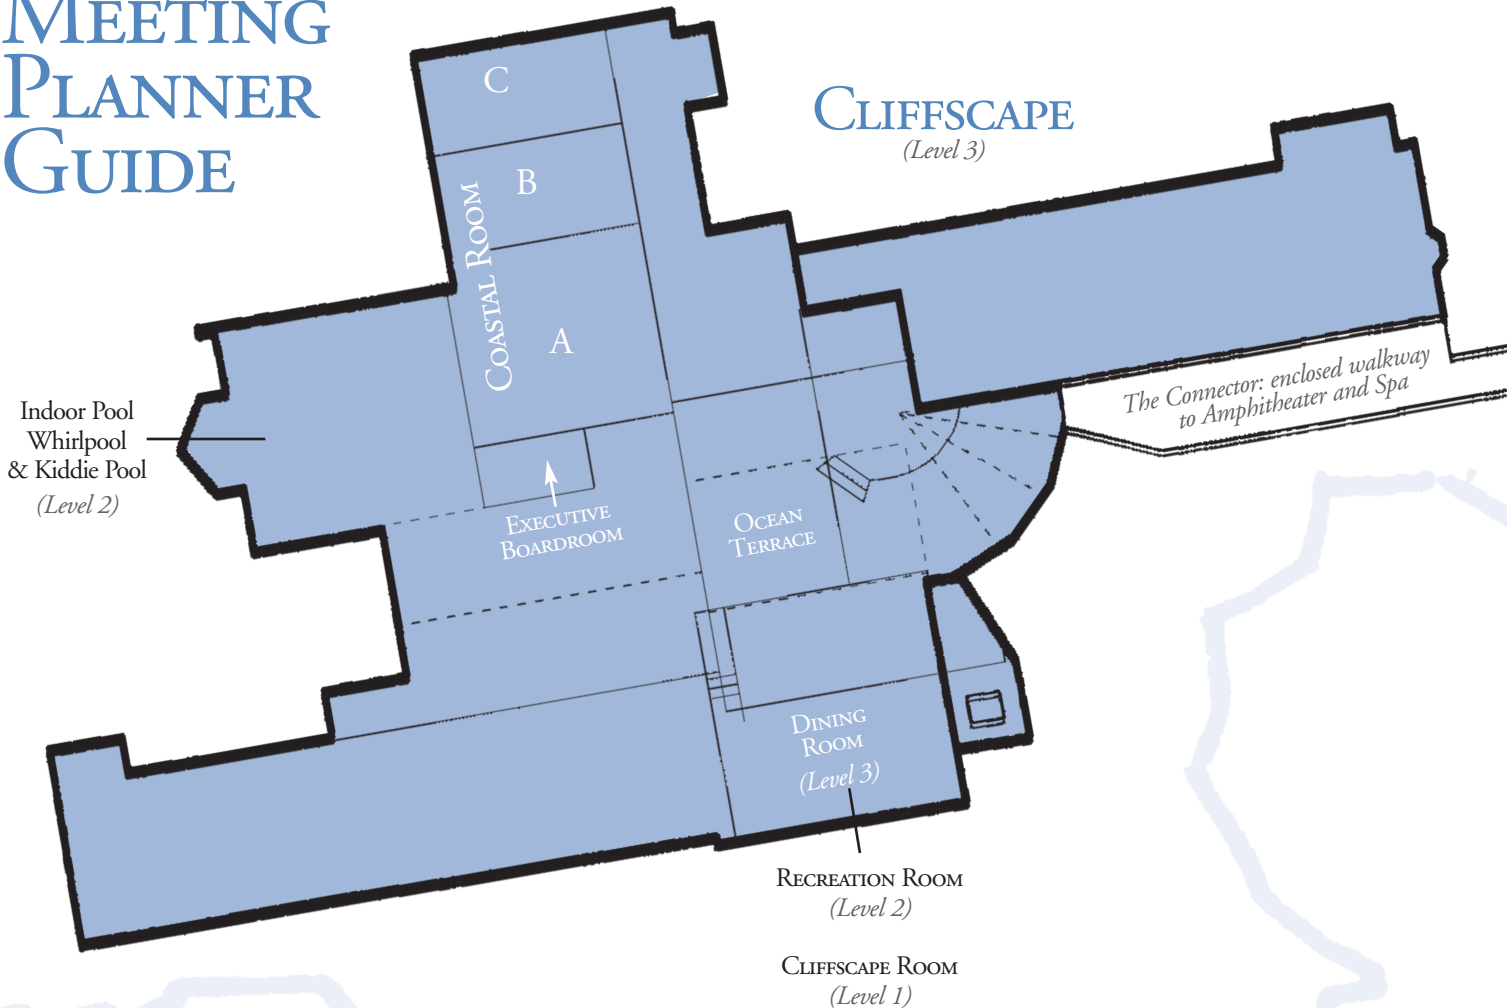 MEETING
PLANNER
GUIDE
CLIFFSCAPE
(Level 3)
C
B
COASTAL ROOM
A
The Connector: enclosed walkway
to Amphitheater and Spa
Indoor Pool
Whirlpool
& Kiddie Pool
(Level 2)
EXECUTIVE
BOARDROOM
OCEAN
TERRACE
DINING
ROOM
(Level 3)
RECREATION ROOM
(Level 2)
CLIFFSCAPE ROOM
(Level 1)